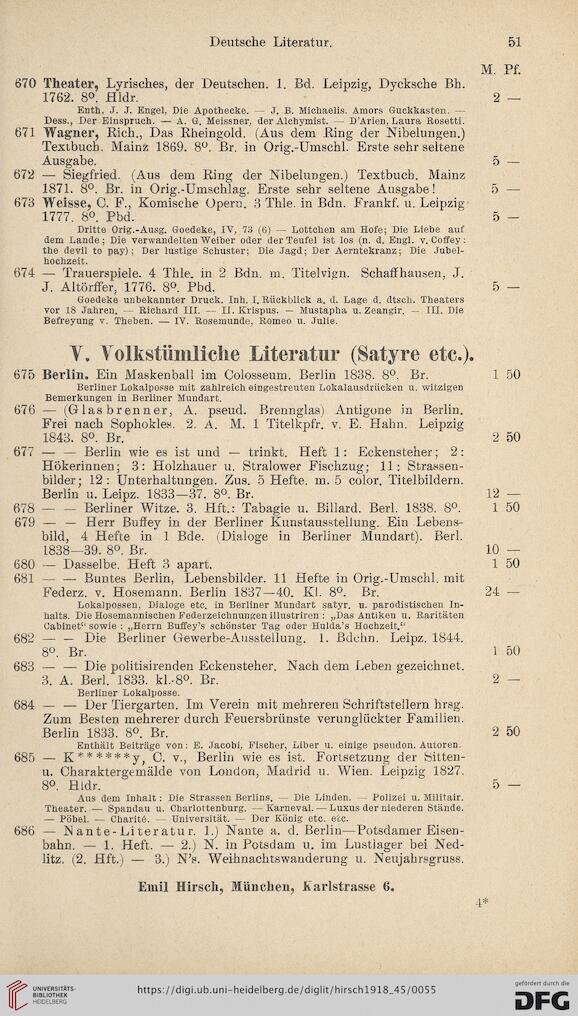 Deutsche Literatur. 51
M. Pf.
670 Theater, Lyrisches, der Deutschen. 1. Bd. Leipzig, Dycksche Bh.
1762. 8º. Hldr. 2 —
Enth. J. J. Engel, Die Apothecke. — J. B. Michaelis. Amors Guckkasten. —
Dess., Der Einspruch. — A. G. Meissner, der Alchymist. — D'Arien, Laura Rosetti.
671 Wagner, Rich., Das Rheingold. (Aus dem Ring der Nibelungen.)
Textbuch. Mainz 1869. 8º. Br. in Orig.-Umschl. Erste sehr seltene
Ausgabe. 5 —
672 — Siegfried. (Aus dem Ring der Nibelungen.) Textbuch. Mainz
1871. 8º. Br. in Orig.-Umschlag. Erste sehr seltene Ausgabe! 5 —
673 Weisse, C. F., Komische Opern. 3 Thle. in Bdn. Frankf. u. Leipzig
1777. 8º. Pbd. 5 —
Dritte Orig.-Ausg. Goedeke, IV, 73 (6) — Lottchen am Hofe; Die Liebe auf
dem Lande; Die verwandelten Weiber oder der Teufel ist los (n. d. Engl. v. Coffey:
the devil to pay); Der lustige Schuster; Die Jagd; Der Aerntekranz; Die Jubel-
hochzeit.
674 — Trauerspiele. 4 Thle. in 2 Bdn. m. Titelvign. Schaffhausen, J.
J. Altörffer, 1776. 8º. Pbd. 5 —
Goedeke unbekannter Druck. Inh. I. Rückblick a. d. Lage d. dtsch. Theaters
vor 18 Jahren. — Richard III. — II. Krispus. — Mustapha u. Zeangir. — III. Die
Befreyung v. Theben. — IV. Rosemunde, Romeo u. Julie.
V. Volkstümliche Literatur (Satyre etc.).
675 Berlin. Ein Maskenball im Colosseum. Berlin 1838. 8º. Br. 1 50
Berliner Lokalposse mit zahlreich eingestreuten Lokalausdrücken u. witzigen
Bemerkungen in Berliner Mundart.
676 — (Glasbrenner, A. pseud. Brennglas) Antigone in Berlin.
Frei nach Sophokles. 2. A. M. 1 Titelkpfr. v. E. Hahn. Leipzig
1843. 8º. Br. 2 50
677 — — Berlin wie es ist und — trinkt. Heft 1: Eckensteher; 2:
Hökerinnen; 3: Holzhauer u. Stralower Fischzug; 11: Strassen-
bilder; 12: Unterhaltungen. Zus. 5 Hefte. m. 5 color. Titelbildern.
Berlin u. Leipz. 1833—37. 8º. Br. 12 —
678 — — Berliner Witze. 3. Hft.: Tabagie u. Billard. Berl. 1838. 8º. 1 50
679 — — Herr Buffey in der Berliner Kunstausstellung. Ein Lebens-
bild, 4 Hefte in 1 Bde. (Dialoge in Berliner Mundart). Berl.
1838—39. 8º. Br. 10 —
680 — Dasselbe. Heft 3 apart. 1 50
681 — — Buntes Berlin, Lebensbilder. 11 Hefte in Orig.-Umschl. mit
Federz. v. Hosemann. Berlin 1837—40. Kl. 8º. Br. 24 —
Lokalpossen, Dialoge etc. in Berliner Mundart satyr. u. parodistischen In-
halts. Die Hosemannischen Federzeichnungen illustriren: „Das Antiken u. Raritäten
Cabinet“ sowie: „Herrn Buffey's schönster Tag oder Hulda's Hochzeit.“
682 — — Die Berliner Gewerbe-Ausstellung. 1. Bdchn. Leipz. 1844.
8º. Br. 1 50
683 — — Die politisirenden Eckensteher. Nach dem Leben gezeichnet.
3. A. Berl. 1833. kl.-8º. Br. 2 —
Berliner Lokalposse.
684 — — Der Tiergarten. Im Verein mit mehreren Schriftstellern hrsg.
Zum Besten mehrerer durch Feuersbrünste verunglückter Familien.
Berlin 1833. 8º. Br. 2 50
Enthält Beiträge von: E. Jacobi, Fischer, Liber u. einige pseudon. Autoren.
685 — K******y, C. v., Berlin wie es ist. Fortsetzung der Sitten-
u. Charaktergemälde von London, Madrid u. Wien. Leipzig 1827.
8º. Hldr. 5 —
Aus dem Inhalt: Die Strassen Berlins. — Die Linden. — Polizei u. Militair.
Theater. — Spandau u. Charlottenburg. — Karneval. — Luxus der niederen Stände.
— Pöbel. — Charité. — Universität. — Der König etc. etc.
686 — Nante-Literatur. 1.) Nante a. d. Berlin—Potsdamer Eisen-
bahn. — 1. Heft. — 2.) N. in Potsdam u. im Lustlager bei Ned-
litz. (2. Hft.) — 3.) N's. Weihnachtswanderung u. Neujahrsgruss.
Emil Hirsch, München, Karlstrasse 6.
4*
UNIVERSITÄTS-
BIBLIOTHEK
HEIDELBERG
https://digi.ub.uni-heidelberg.de/diglit/hirsch1918_45/0055
gefördert durch die
DFG